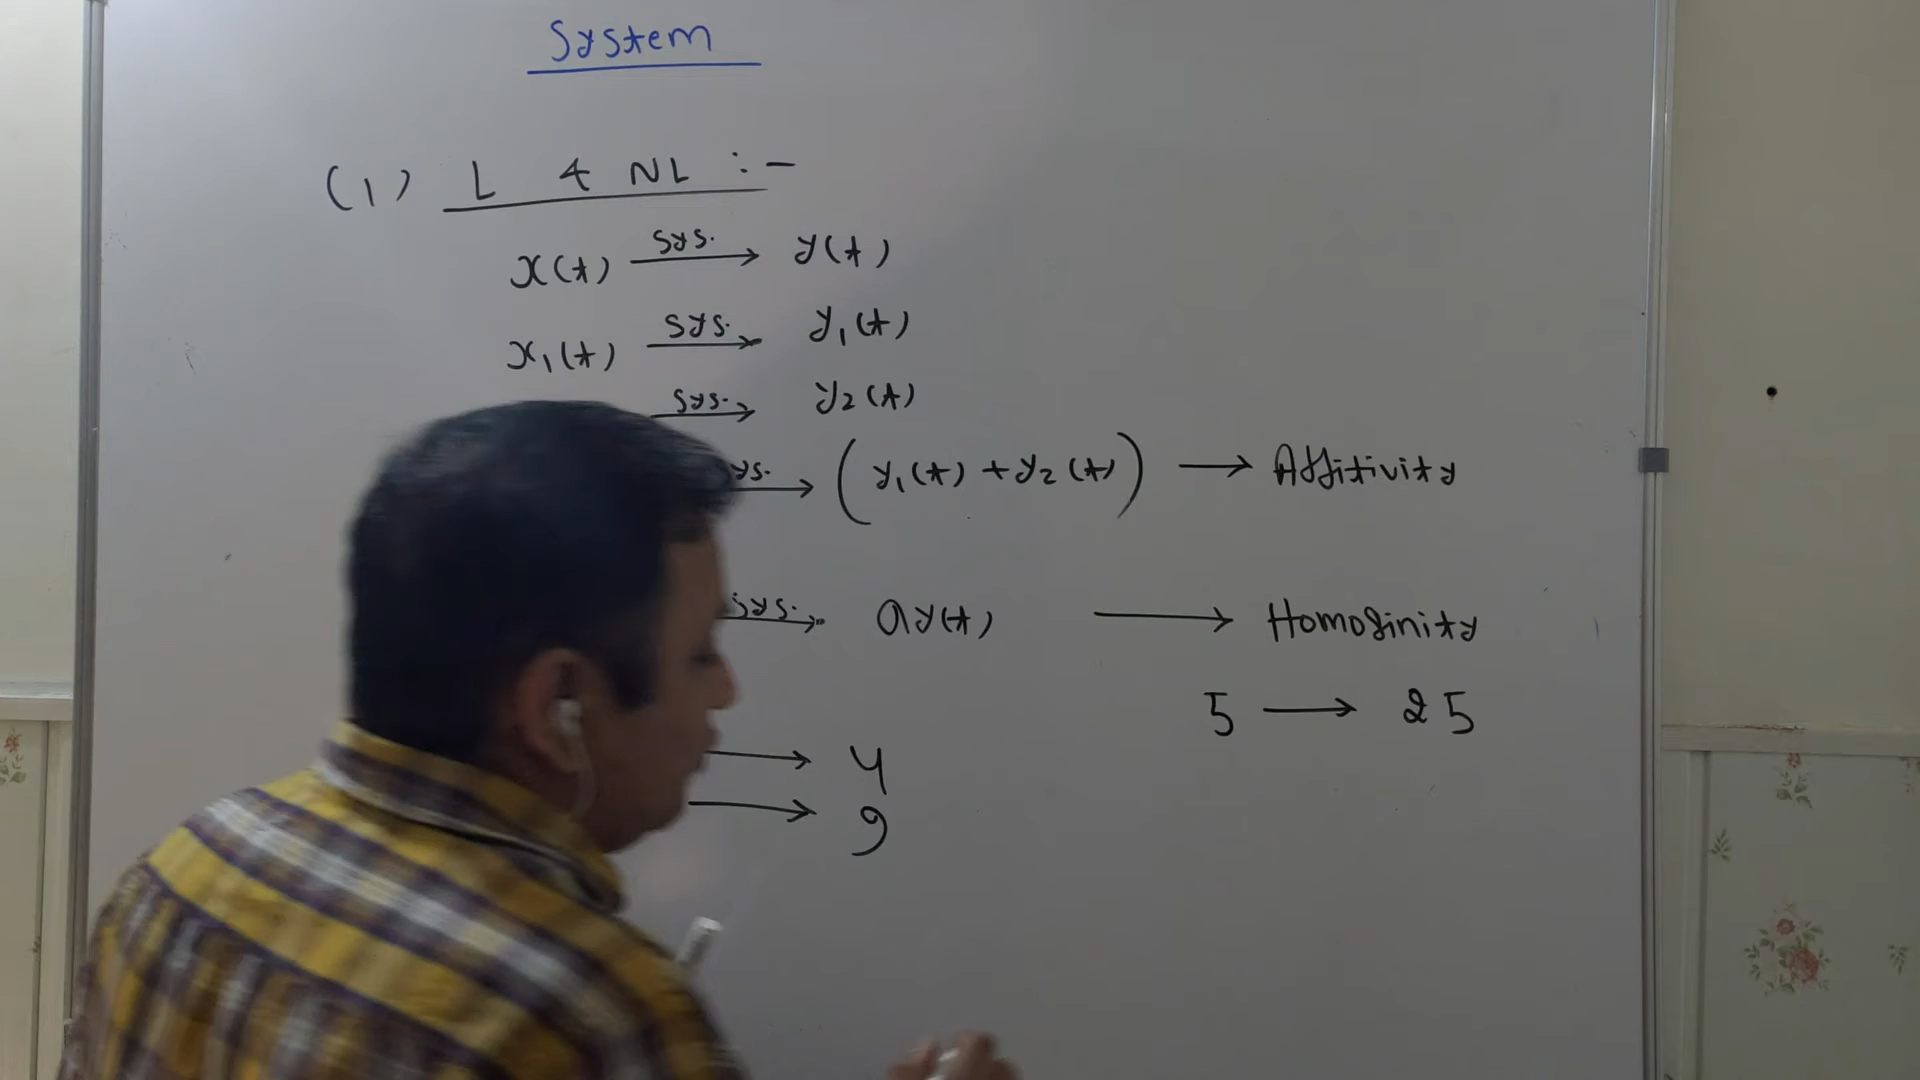 System
(1) L & NL :-
x(t) sys. → y(t)
x₁(t) sys. → y₁(t)
sys. → y₂(t)
ys. → (y₁(t) + y₂(t)) → Additivity
sys. → ay(t) → Homoginity
5 → 25
→ 4
→ 9